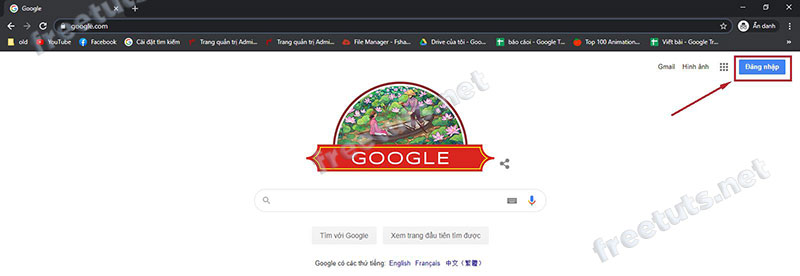 Google
google.com
Ẩn danh
old YouTube Facebook Cài đặt tìm kiếm Trang quản trị Admi... Trang quản trị Admi... File Manager - Fsha... Drive của tôi - Goo... báo cáoi - Google T... Top 100 Animation... Viết bài - Google Tr...
Gmail Hình ảnh Đăng nhập
GOOGLE
Tìm với Google Xem trang đầu tiên tìm được
Google có các thứ tiếng: English Français 中文（繁體）
freetuts.net
freetuts.net
freetuts.net